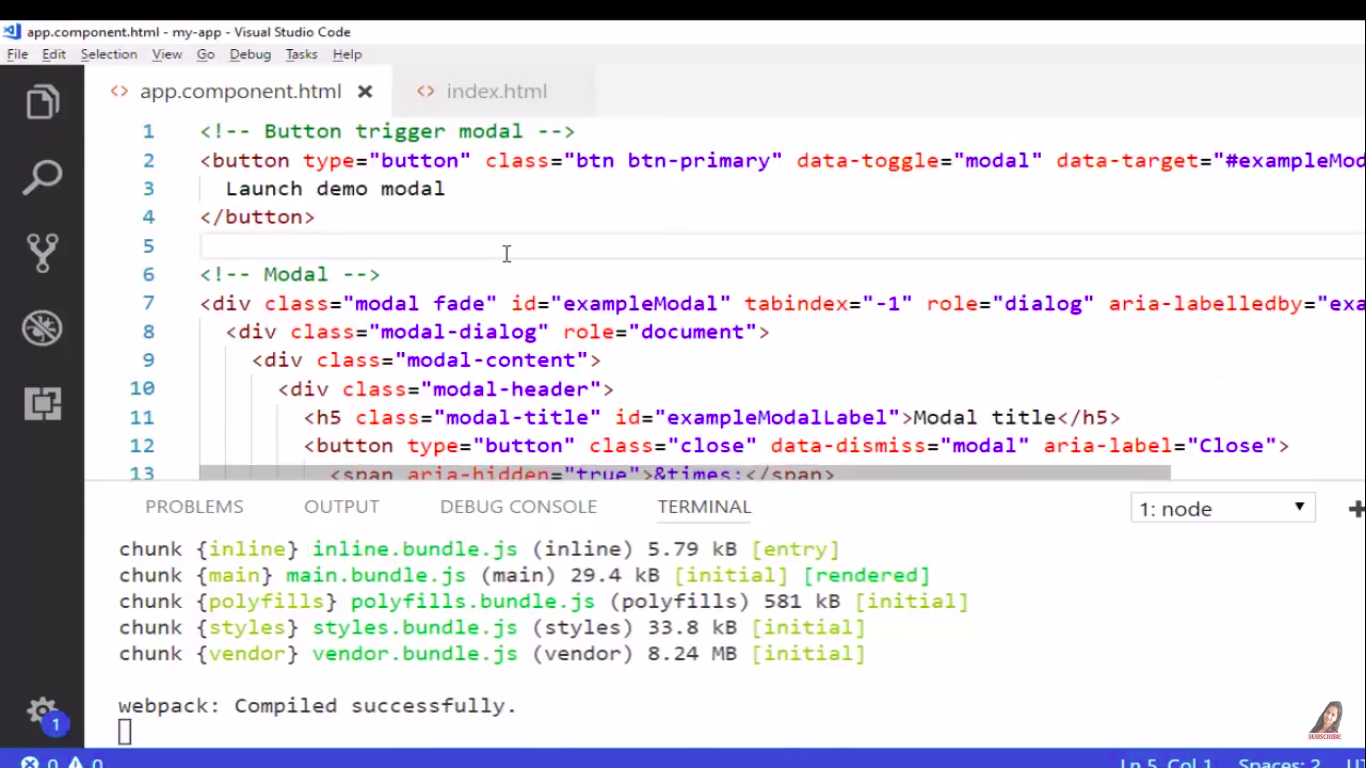 app.component.html - my-app - Visual Studio Code
File Edit Selection View Go Debug Tasks Help
<> app.component.html × <> index.html
1 <!-- Button trigger modal -->
2 <button type="button" class="btn btn-primary" data-toggle="modal" data-target="#exampleMod
3 Launch demo modal
4 </button>
5
6 <!-- Modal -->
7 <div class="modal fade" id="exampleModal" tabindex="-1" role="dialog" aria-labelledby="exa
8 <div class="modal-dialog" role="document">
9 <div class="modal-content">
10 <div class="modal-header">
11 <h5 class="modal-title" id="exampleModalLabel">Modal title</h5>
12 <button type="button" class="close" data-dismiss="modal" aria-label="Close">
13 <span aria-hidden="true">&times;</span>
PROBLEMS OUTPUT DEBUG CONSOLE TERMINAL 1: node
chunk {inline} inline.bundle.js (inline) 5.79 kB [entry]
chunk {main} main.bundle.js (main) 29.4 kB [initial] [rendered]
chunk {polyfills} polyfills.bundle.js (polyfills) 581 kB [initial]
chunk {styles} styles.bundle.js (styles) 33.8 kB [initial]
chunk {vendor} vendor.bundle.js (vendor) 8.24 MB [initial]
webpack: Compiled successfully.
1
SUBSCRIBE
0 0 Ln 5, Col 1 Spaces: 2